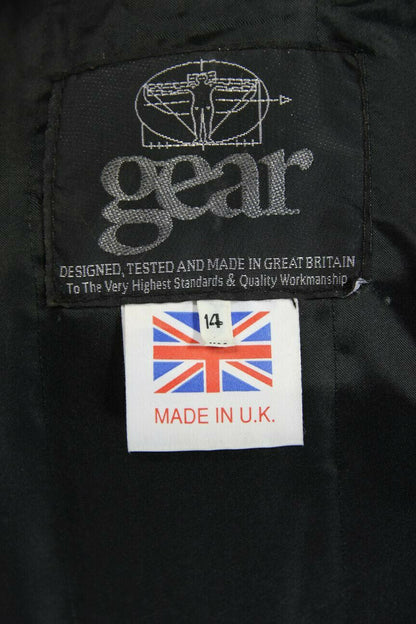 gear
DESIGNED, TESTED AND MADE IN GREAT BRITAIN
To The Very Highest Standards & Quality Workmanship
14
MADE IN U.K.